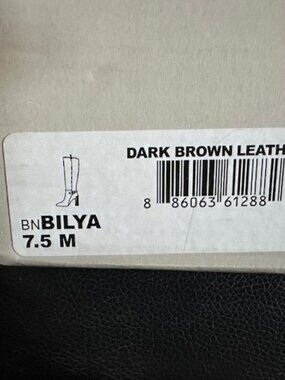 DARK BROWN LEATH
8 86063 61288
BNBILYA
7.5 M